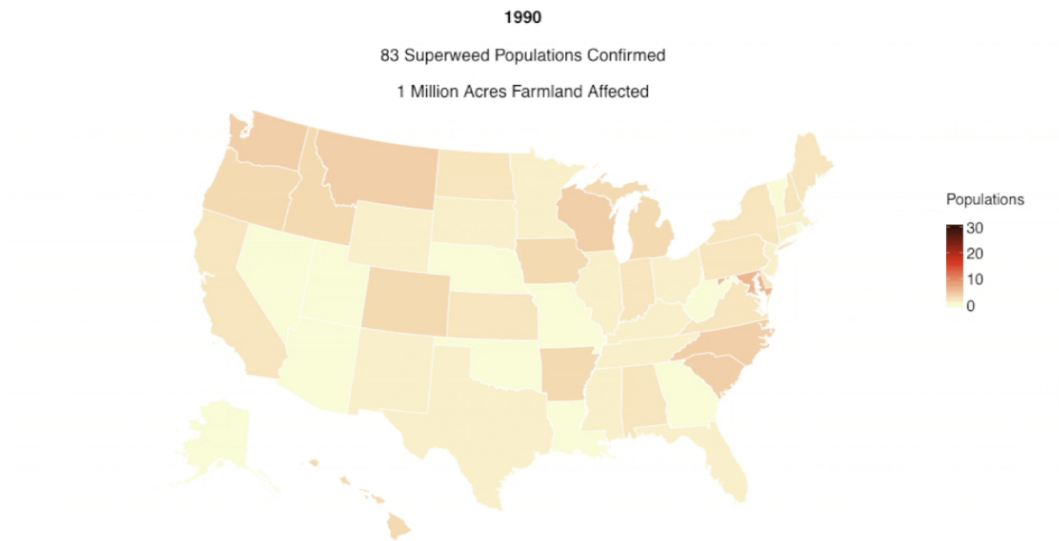 1990
83 Superweed Populations Confirmed
1 Million Acres Farmland Affected
Populations
30
20
10
0